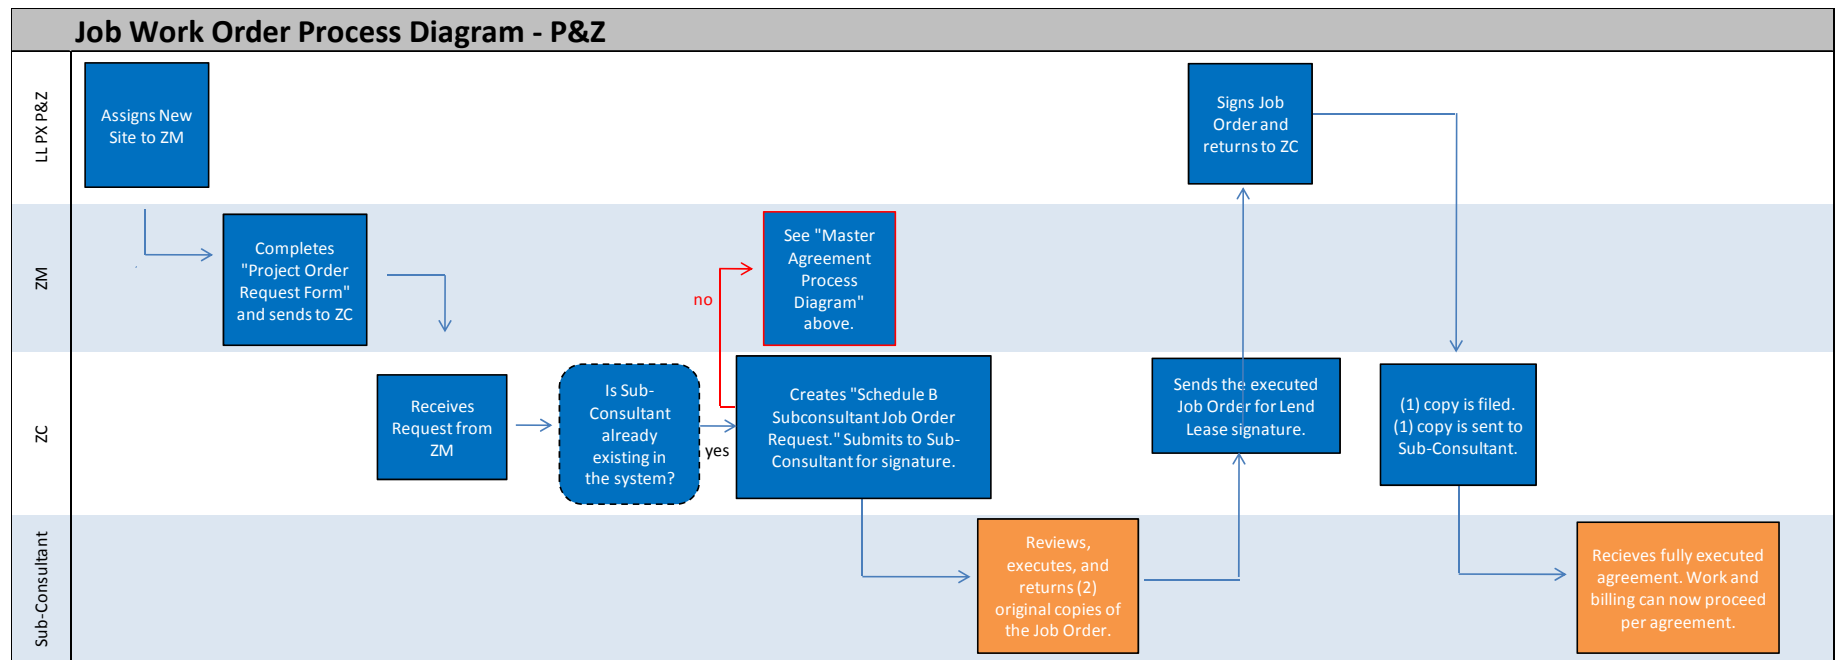 Job Work Order Process Diagram - P&Z
LL PX P&Z
Assigns New
Site to ZM
Signs Job
Order and
returns to ZC
ZM
Completes
"Project Order
Request Form"
and sends to ZC
no
See "Master
Agreement
Process
Diagram"
above.
ZC
Receives
Request from
ZM
Is Sub-
Consultant
already
existing in
the system?
yes
Creates "Schedule B
Subconsultant Job Order
Request." Submits to Sub-
Consultant for signature.
Sends the executed
Job Order for Lend
Lease signature.
(1) copy is filed.
(1) copy is sent to
Sub-Consultant.
Sub-Consultant
Reviews,
executes, and
returns (2)
original copies of
the Job Order.
Recieves fully executed
agreement. Work and
billing can now proceed
per agreement.